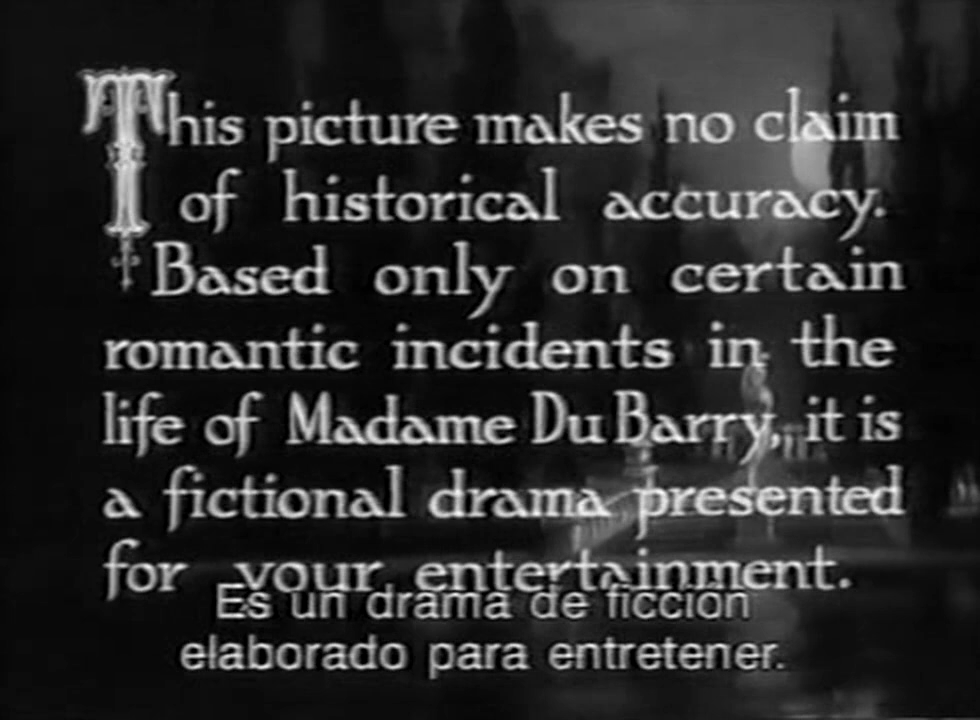 This picture makes no claim
of historical accuracy.
Based only on certain
romantic incidents in the
life of Madame Du Barry, it is
a fictional drama presented
for your entertainment.
Es un drama de ficción
elaborado para entretener.